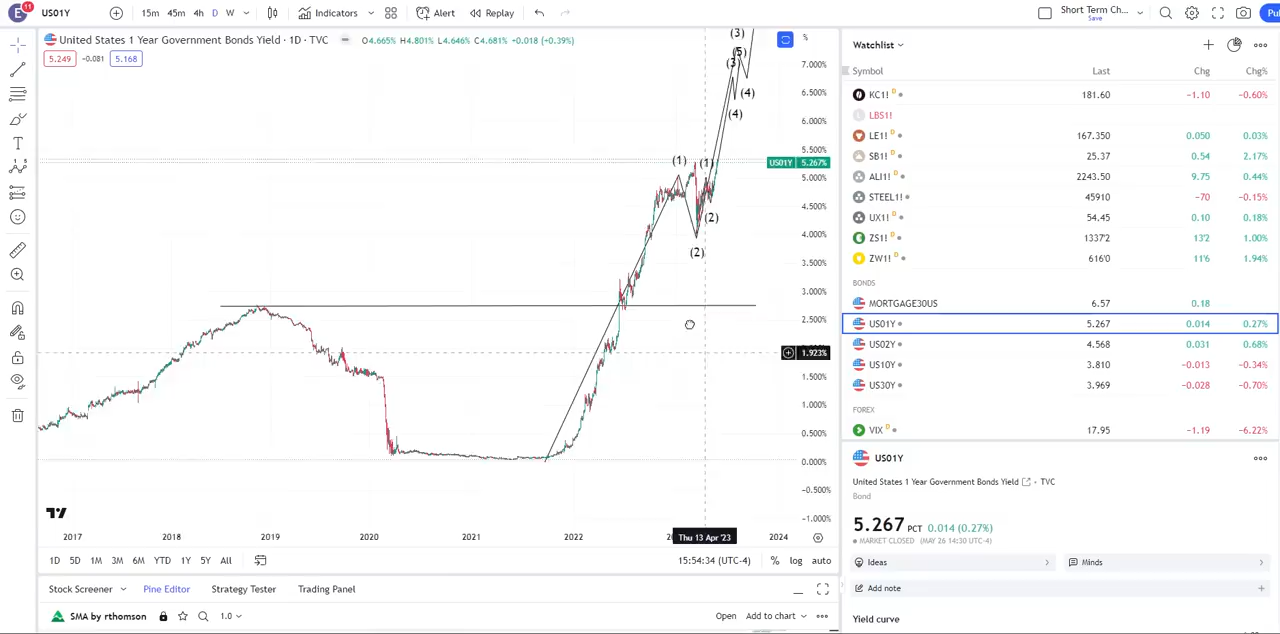 E 11 US01Y 15m 45m 4h D W Indicators Alert Replay Short Term Ch... Save
United States 1 Year Government Bonds Yield · 1D · TVC O4.665% H4.801% L4.646% C4.681% +0.018 (+0.39%) %
5.249 -0.081 5.168
7.000%
6.500%
6.000%
5.500%
US01Y 5.267%
5.000%
4.500%
4.000%
3.500%
3.000%
2.500%
1.923%
1.500%
1.000%
0.500%
0.000%
-0.500%
-1.000%
(3)
(5)
(3)
(4)
(4)
(1) (1)
(2)
(2)
2017 2018 2019 2020 2021 2022 Thu 13 Apr '23 2024
1D 5D 1M 3M 6M YTD 1Y 5Y All 15:54:34 (UTC-4) % log auto
Stock Screener Pine Editor Strategy Tester Trading Panel
SMA by rthomson 1.0 Open Add to chart
Watchlist
Symbol Last Chg Chg%
KC1! D 181.60 -1.10 -0.60%
LBS1!
LE1! D 167.350 0.050 0.03%
SB1! D 25.37 0.54 2.17%
ALI1! D 2243.50 9.75 0.44%
STEEL1! 45910 -70 -0.15%
UX1! D 54.45 0.10 0.18%
ZS1! D 1337'2 13'2 1.00%
ZW1! D 616'0 11'6 1.94%
BONDS
MORTGAGE30US 6.57 0.18
US01Y 5.267 0.014 0.27%
US02Y 4.568 0.031 0.68%
US10Y 3.810 -0.013 -0.34%
US30Y 3.969 -0.028 -0.70%
FOREX
VIX D 17.95 -1.19 -6.22%
US01Y
United States 1 Year Government Bonds Yield · TVC
Bond
5.267 PCT 0.014 (0.27%)
MARKET CLOSED (MAY 26 14:30 UTC-4)
Ideas Minds
Add note
Yield curve